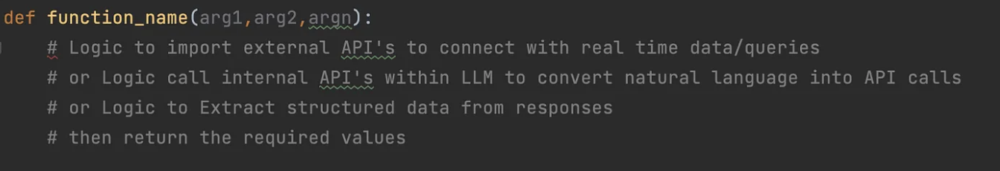 def function_name(arg1,arg2,argn):
# Logic to import external API's to connect with real time data/queries
# or Logic call internal API's within LLM to convert natural language into API calls
# or Logic to Extract structured data from responses
# then return the required values